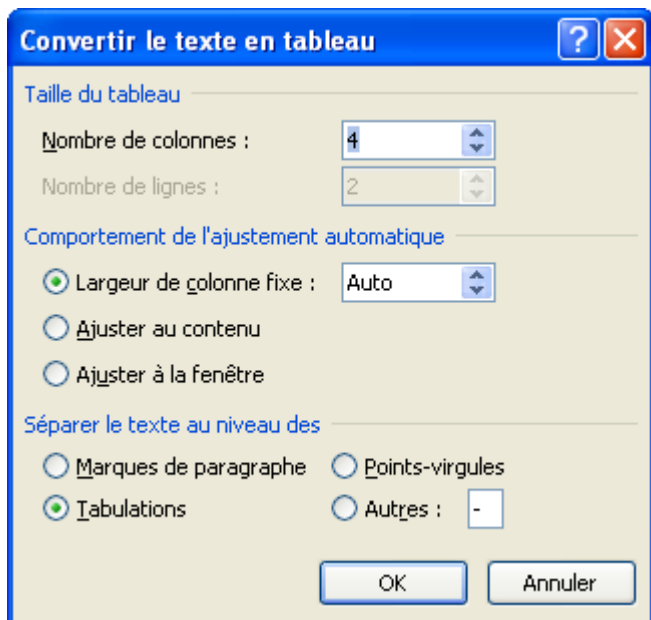 Convertir le texte en tableau
Taille du tableau
Nombre de colonnes : 4
Nombre de lignes : 2
Comportement de l'ajustement automatique
Largeur de colonne fixe : Auto
Ajuster au contenu
Ajuster à la fenêtre
Séparer le texte au niveau des
Marques de paragraphe Points-virgules
Tabulations Autres : -
OK Annuler